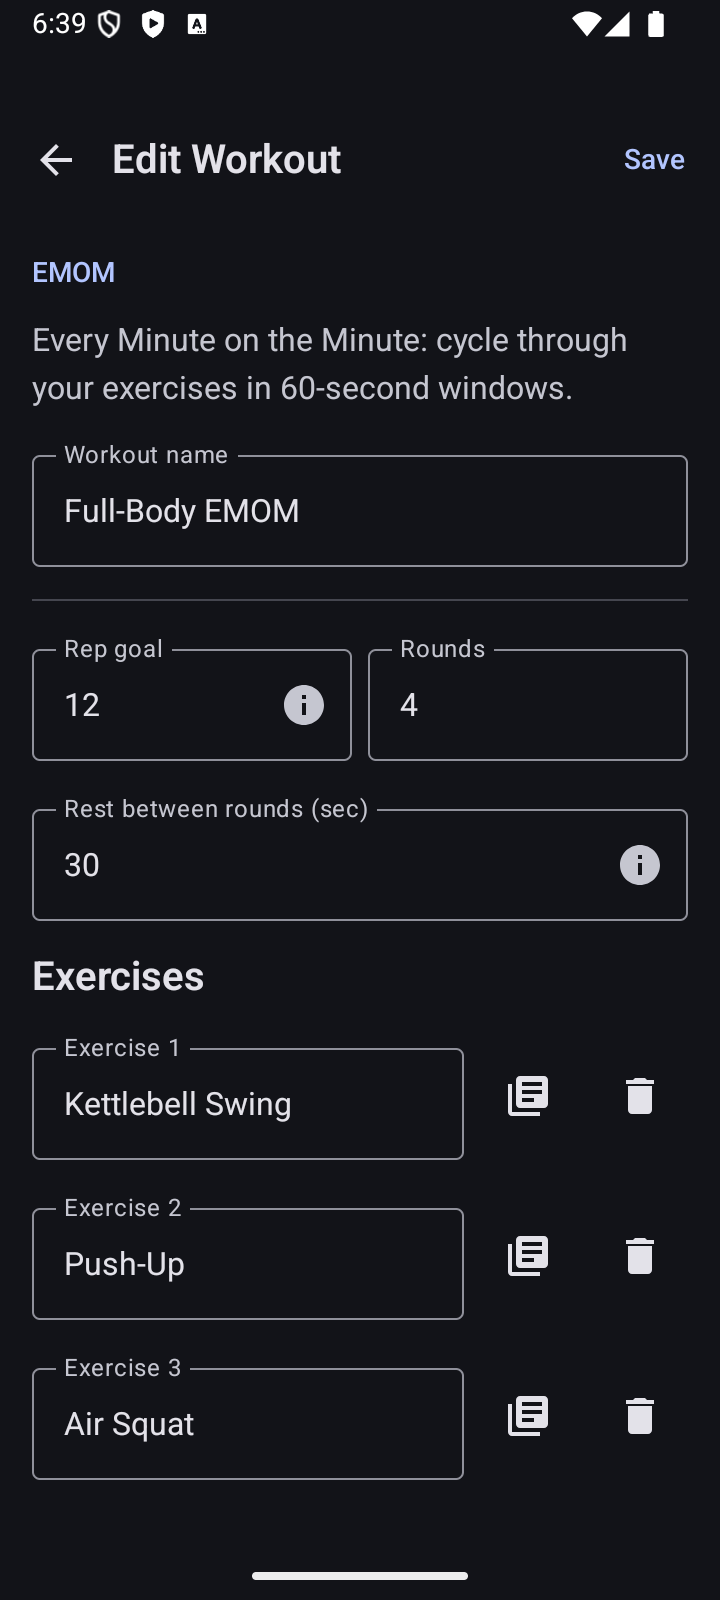 6:39
Edit Workout
Save
EMOM
Every Minute on the Minute: cycle through
your exercises in 60-second windows.
Workout name
Full-Body EMOM
Rep goal
12
Rounds
4
Rest between rounds (sec)
30
Exercises
Exercise 1
Kettlebell Swing
Exercise 2
Push-Up
Exercise 3
Air Squat